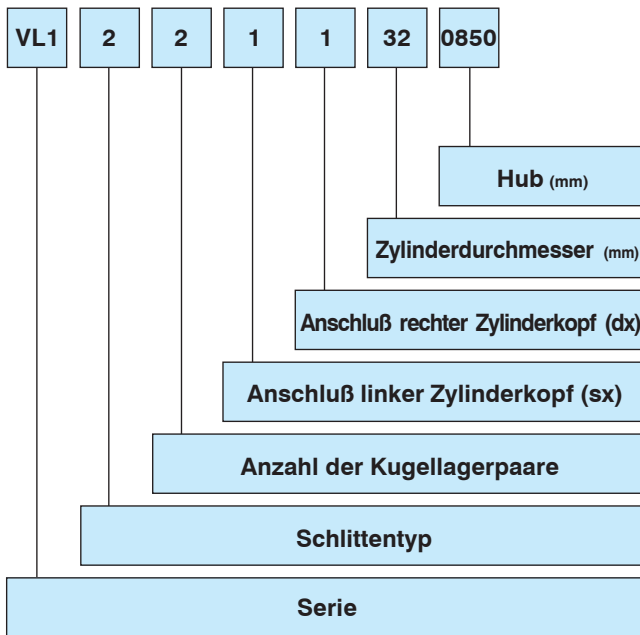 VL1 2 2 1 1 32 0850
Hub (mm)
Zylinderdurchmesser (mm)
Anschluß rechter Zylinderkopf (dx)
Anschluß linker Zylinderkopf (sx)
Anzahl der Kugellagerpaare
Schlittentyp
Serie